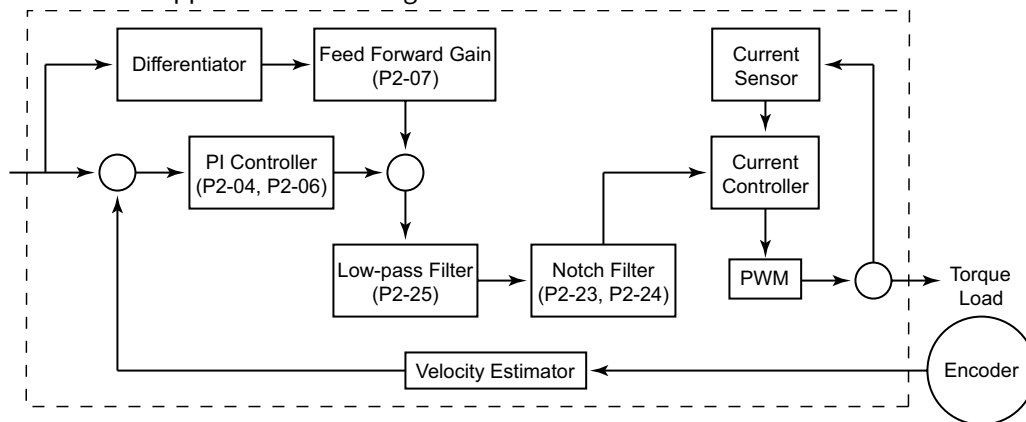 Differentiator
Feed Forward Gain
(P2-07)
Current
Sensor
PI Controller
(P2-04, P2-06)
Current
Controller
Low-pass Filter
(P2-25)
Notch Filter
(P2-23, P2-24)
PWM
Torque
Load
Velocity Estimator
Encoder